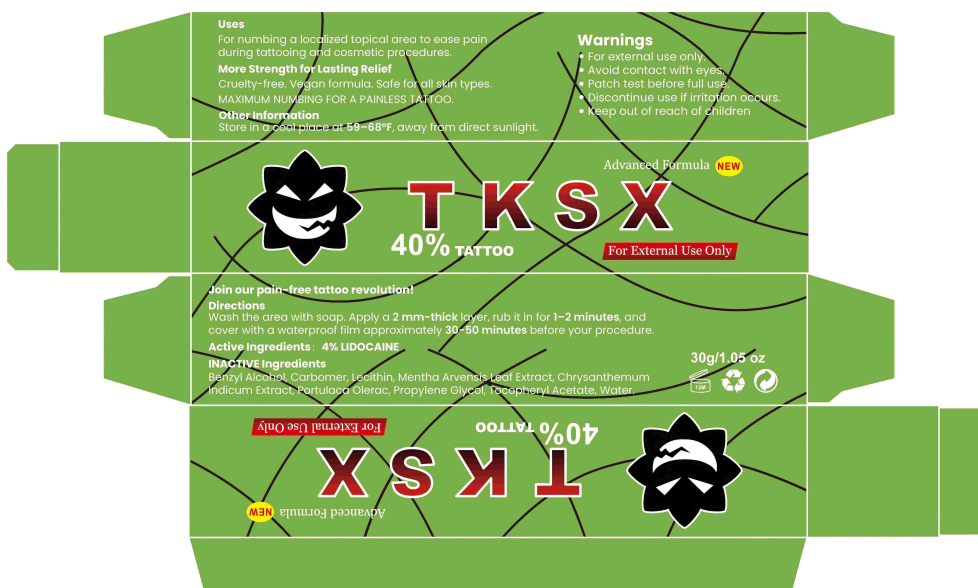 Uses
For numbing a localized topical area to ease pain
during tattooing and cosmetic procedures.
More Strength for Lasting Relief
Cruelty-free. Vegan formula. Safe for all skin types.
MAXIMUM NUMBING FOR A PAINLESS TATTOO.
Other Information
Store in a cool place at 59–68°F, away from direct sunlight.
Warnings
• For external use only.
• Avoid contact with eyes.
• Patch test before full use.
• Discontinue use if irritation occurs.
• Keep out of reach of children
Advanced Formula NEW
TKSX
40% TATTOO
For External Use Only
Join our pain-free tattoo revolution!
Directions
Wash the area with soap. Apply a 2 mm-thick layer, rub it in for 1–2 minutes, and
cover with a waterproof film approximately 30-50 minutes before your procedure.
Active Ingredients: 4% LIDOCAINE
INACTIVE Ingredients
Benzyl Alcohol, Carbomer, Lecithin, Mentha Arvensis Leaf Extract, Chrysanthemum
Indicum Extract, Portulaca Olerac, Propylene Glycol, Tocopheryl Acetate, Water.
30g/1.05 oz
12M
Advanced Formula NEW
TKSX
40% TATTOO
For External Use Only